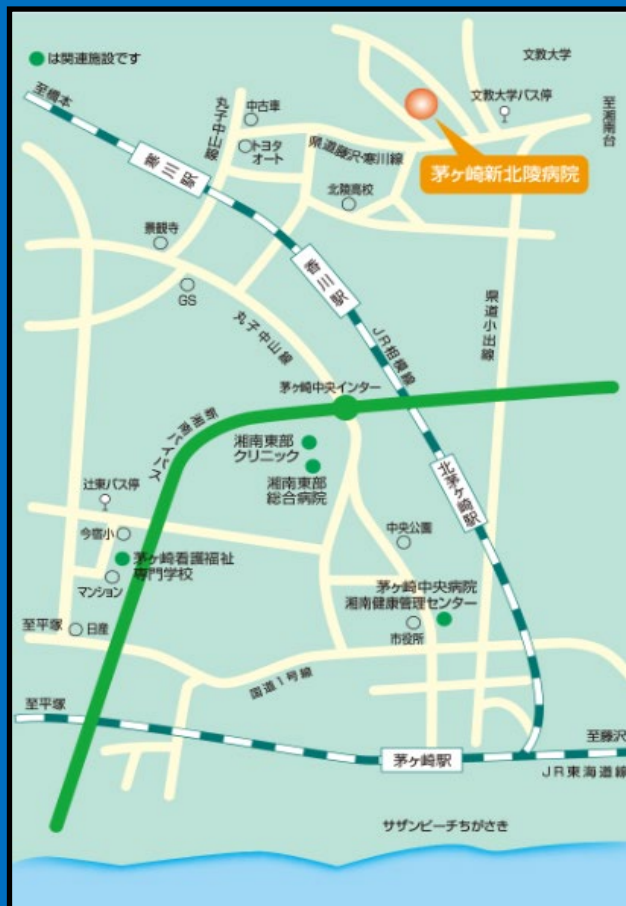 は関連施設です
文教大学
至橋本
丸子中山線
中古車
文教大学バス停
至湘南台
トヨタ
オート
県道藤沢・寒川線
寒川駅
茅ヶ崎新北陵病院
北陵高校
景観寺
香川駅
GS
県道小出線
丸子中山線
JR相模線
茅ヶ崎中央インター
新湘南バイパス
湘南東部
クリニック
湘南東部
総合病院
北茅ヶ崎駅
辻東バス停
今宿小
中央公園
茅ヶ崎看護福祉
専門学校
マンション
茅ヶ崎中央病院
湘南健康管理センター
至平塚
日産
市役所
国道1号線
至平塚
茅ヶ崎駅
至藤沢
JR東海道線
サザンビーチちがさき